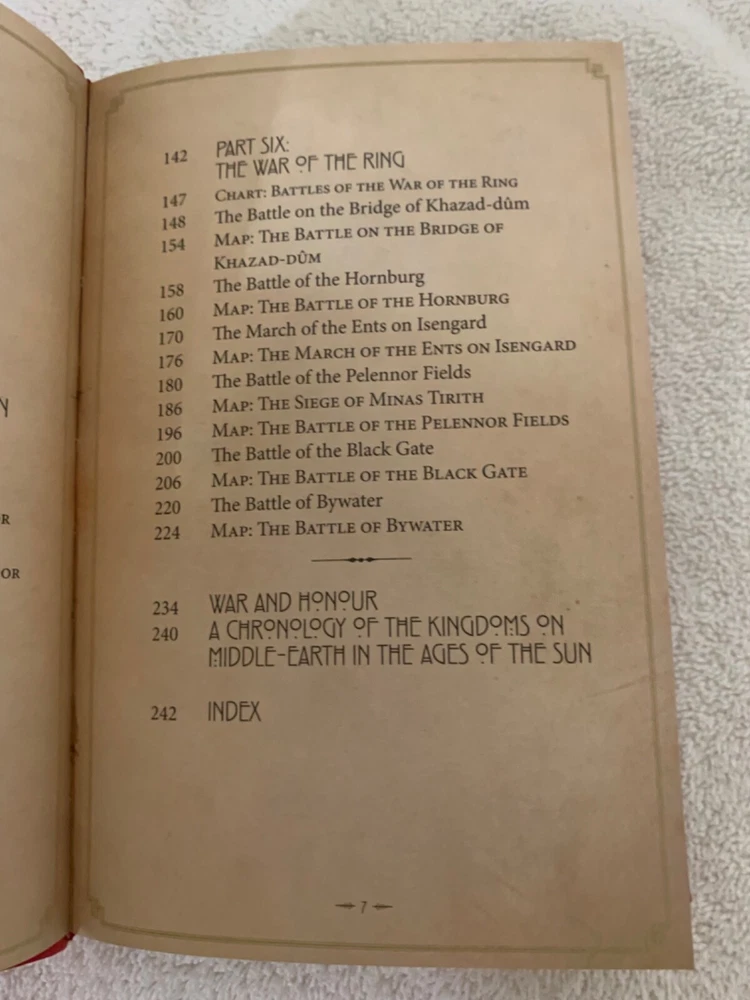 N
R
OR
142 PART SIX:
THE WAR OF THE RING
147 CHART: BATTLES OF THE WAR OF THE RING
148 The Battle on the Bridge of Khazad-dûm
154 MAP: THE BATTLE ON THE BRIDGE OF
KHAZAD-DÛM
158 The Battle of the Hornburg
160 MAP: THE BATTLE OF THE HORNBURG
170 The March of the Ents on Isengard
176 MAP: THE MARCH OF THE ENTS ON ISENGARD
180 The Battle of the Pelennor Fields
186 MAP: THE SIEGE OF MINAS TIRITH
196 MAP: THE BATTLE OF THE PELENNOR FIELDS
200 The Battle of the Black Gate
206 MAP: THE BATTLE OF THE BLACK GATE
220 The Battle of Bywater
224 MAP: THE BATTLE OF BYWATER
234 WAR AND HONOUR
240 A CHRONOLOGY OF THE KINGDOMS ON
MIDDLE-EARTH IN THE AGES OF THE SUN
242 INDEX
7